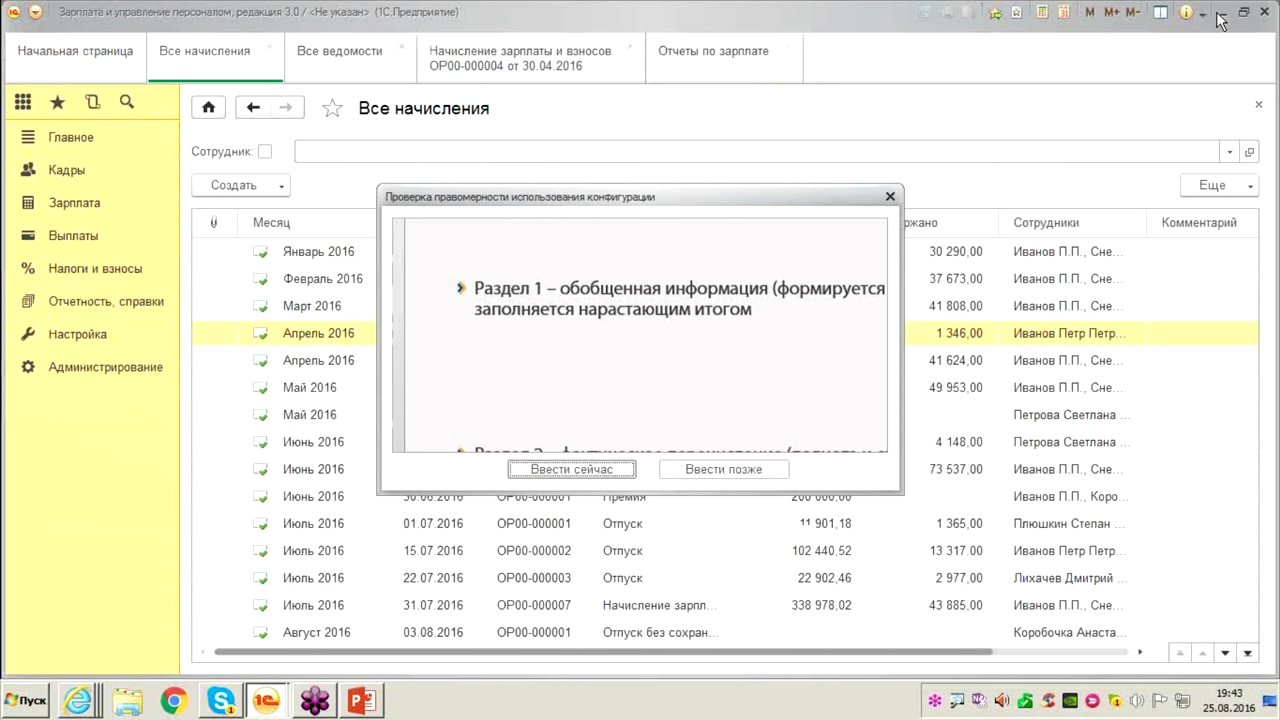 Зарплата и управление персоналом, редакция 3.0 / <Не указан> (1С:Предприятие)
M M+ M-
Начальная страница
Все начисления
Все ведомости
Начисление зарплаты и взносов
ОР00-000004 от 30.04.2016
Отчеты по зарплате
Главное
Кадры
Зарплата
Выплаты
Налоги и взносы
Отчетность, справки
Настройка
Администрирование
Все начисления
Сотрудник:
Создать
Еще
Месяц
ржано
Сотрудники
Комментарий
Проверка правомерности использования конфигурации
Раздел 1 – обобщенная информация (формируется
заполняется нарастающим итогом
Ввести сейчас
Ввести позже
Январь 2016 30 290,00 Иванов П.П., Сне...
Февраль 2016 37 673,00 Иванов П.П., Сне...
Март 2016 41 808,00 Иванов П.П., Сне...
Апрель 2016 1 346,00 Иванов Петр Петр...
Апрель 2016 41 624,00 Иванов П.П., Сне...
Май 2016 49 953,00 Иванов П.П., Сне...
Май 2016 Петрова Светлана ...
Июнь 2016 4 148,00 Петрова Светлана ...
Июнь 2016 73 537,00 Иванов П.П., Сне...
Июнь 2016 30.06.2016 ОР00-000001 Премия 200 000,00 Иванов П.П., Коро...
Июль 2016 01.07.2016 ОР00-000001 Отпуск 11 901,18 1 365,00 Плюшкин Степан ...
Июль 2016 15.07.2016 ОР00-000002 Отпуск 102 440,52 13 317,00 Иванов Петр Петр...
Июль 2016 22.07.2016 ОР00-000003 Отпуск 22 902,46 2 977,00 Лихачев Дмитрий ...
Июль 2016 31.07.2016 ОР00-000007 Начисление зарпл... 338 978,02 43 885,00 Иванов П.П., Сне...
Август 2016 03.08.2016 ОР00-000001 Отпуск без сохран... Коробочка Анаста...
Пуск
19:43
25.08.2016